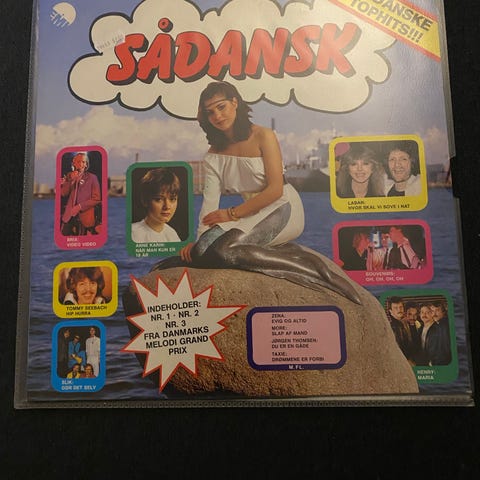 DANSKE
TOPHITS!!!
SÅDANSK
BRIX:
VIDEO VIDEO
ANNE KARIN:
NÅR MAN KUN ER
18 ÅR
LABAN:
HVOR SKAL VI SOVE I NAT
SOUVENIRS:
OH, OH, OH, OH
TOMMY SEEBACH
HIP HURRA
INDEHOLDER:
NR. 1 · NR. 2
NR. 3
FRA DANMARKS
MELODI GRAND
PRIX
ZENA:
EVIG OG ALTID
MORE:
SLAP AF MAND
JØRGEN THOMSEN:
DU ER EN GÅDE
TAXIE:
DRØMMENE ER FORBI
M. FL.
BLIK:
GØR DET SELV
HENRY:
MARIA